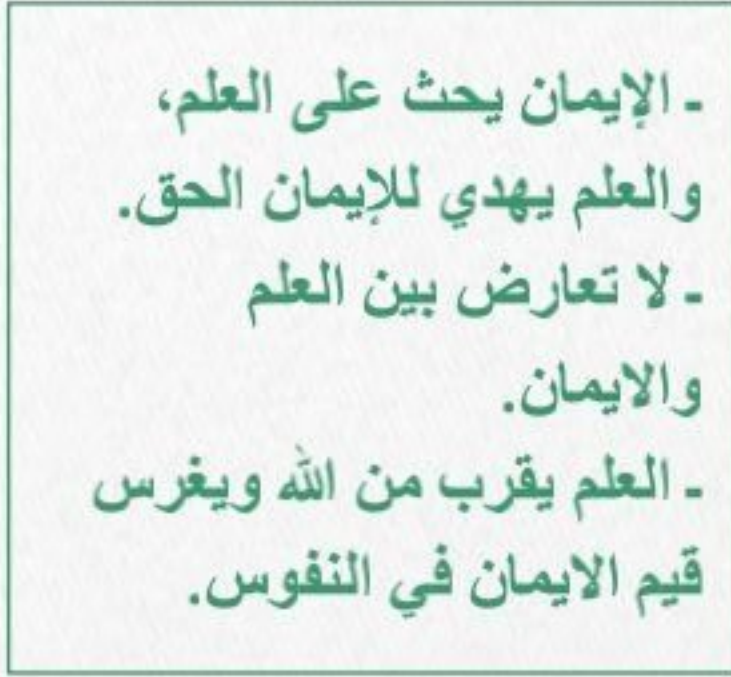 - الإيمان يحث على العلم،
والعلم يهدي للإيمان الحق.
- لا تعارض بين العلم
والايمان.
- العلم يقرب من الله ويغرس
قيم الايمان في النفوس.